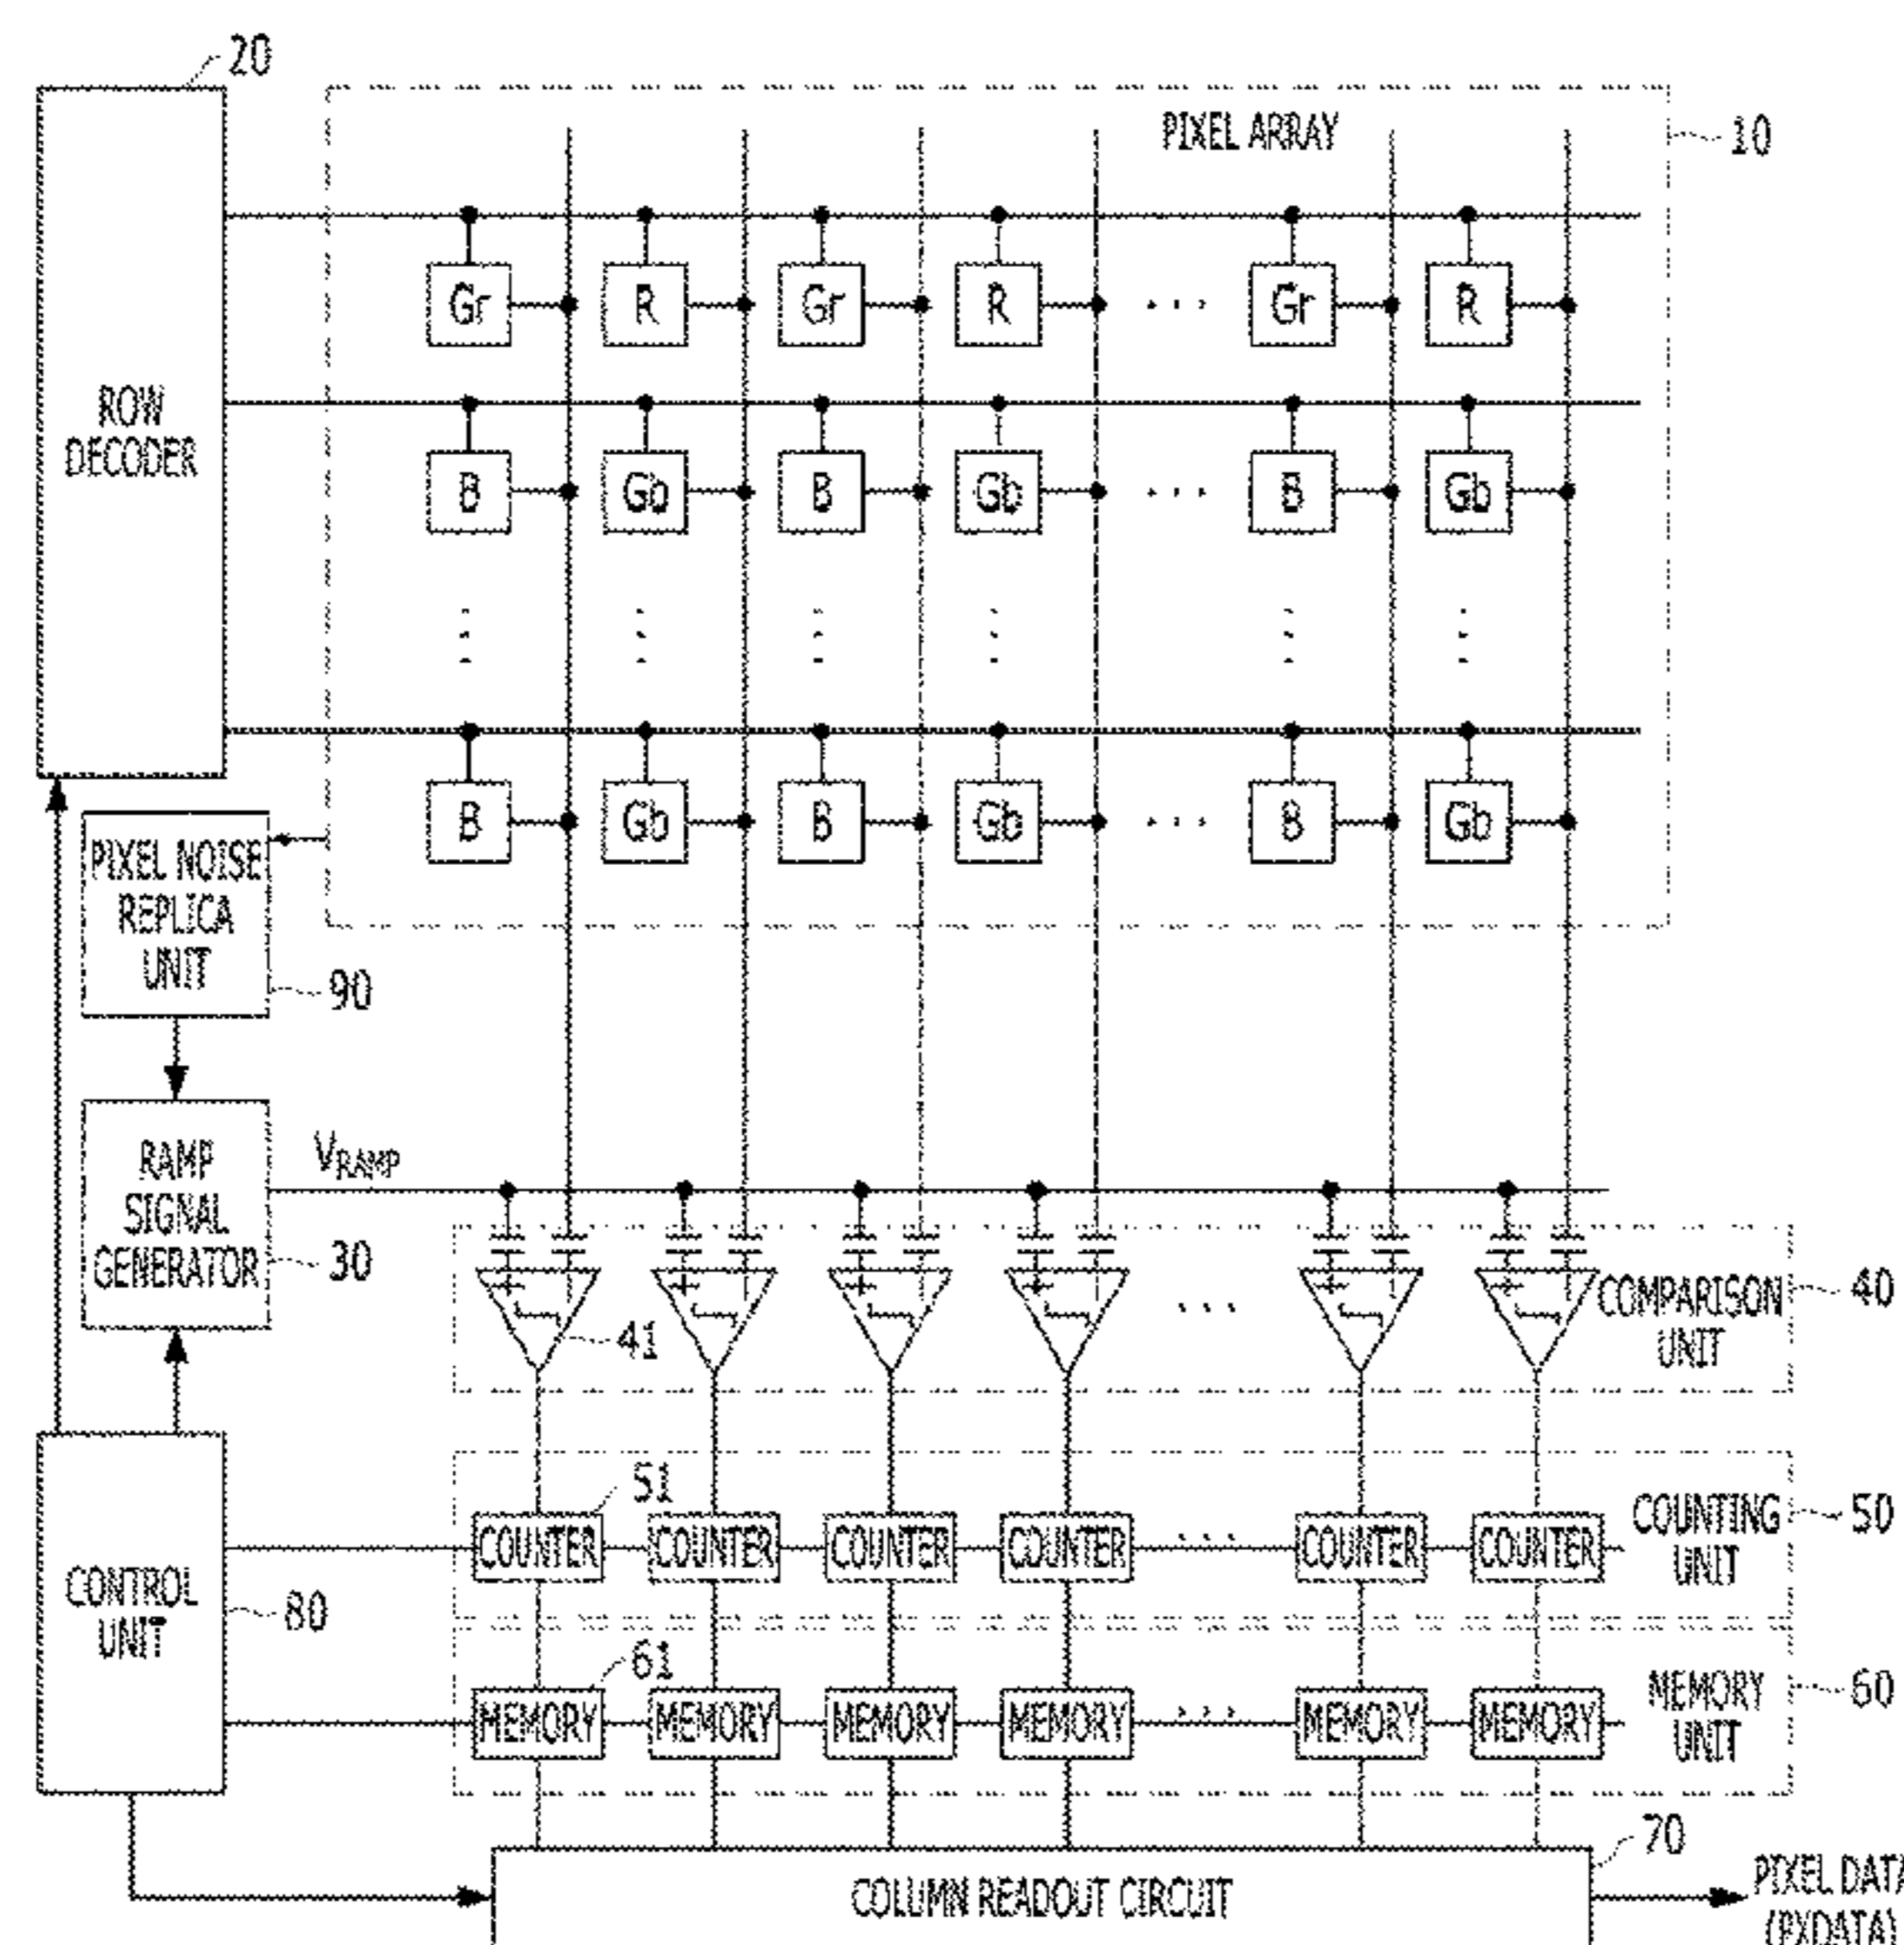 20
PIXEL ARRAY
10
Gr R Gr R ... Gr R
ROW
DECODER
B Gb B Gb ... B Gb
B Gb B Gb ... B Gb
PIXEL NOISE
REPLICA
UNIT
90
VRAMP
RAMP
SIGNAL
GENERATOR
30
41
COMPARISON
UNIT
40
51
COUNTER COUNTER COUNTER COUNTER ... COUNTER COUNTER
COUNTING
UNIT
50
CONTROL
UNIT
80
61
MEMORY MEMORY MEMORY MEMORY ... MEMORY MEMORY
MEMORY
UNIT
60
70
COLUMN READOUT CIRCUIT
PIXEL DATA
(PXDATA)